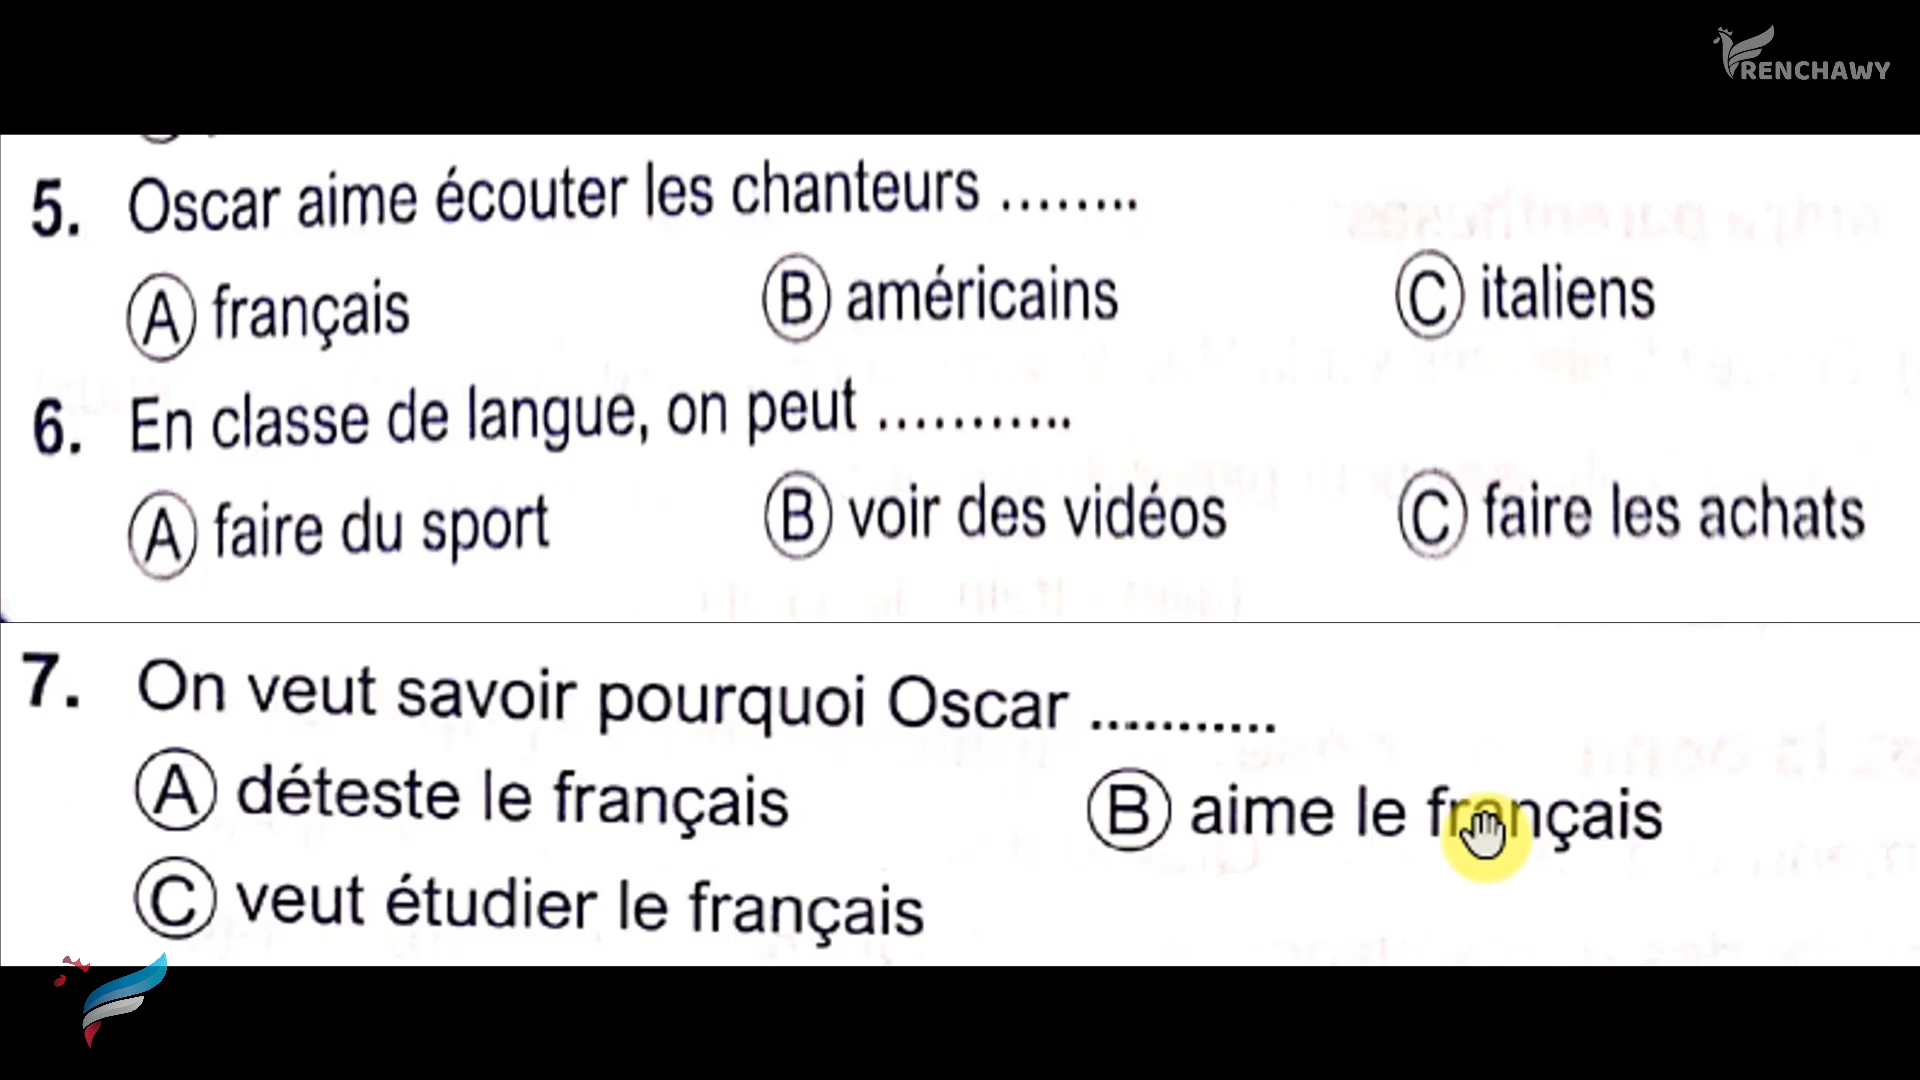 RENCHAWY
5. Oscar aime écouter les chanteurs ........
A français B américains C italiens
6. En classe de langue, on peut ...........
A faire du sport B voir des vidéos C faire les achats
7. On veut savoir pourquoi Oscar ...........
A déteste le français B aime le français
C veut étudier le français